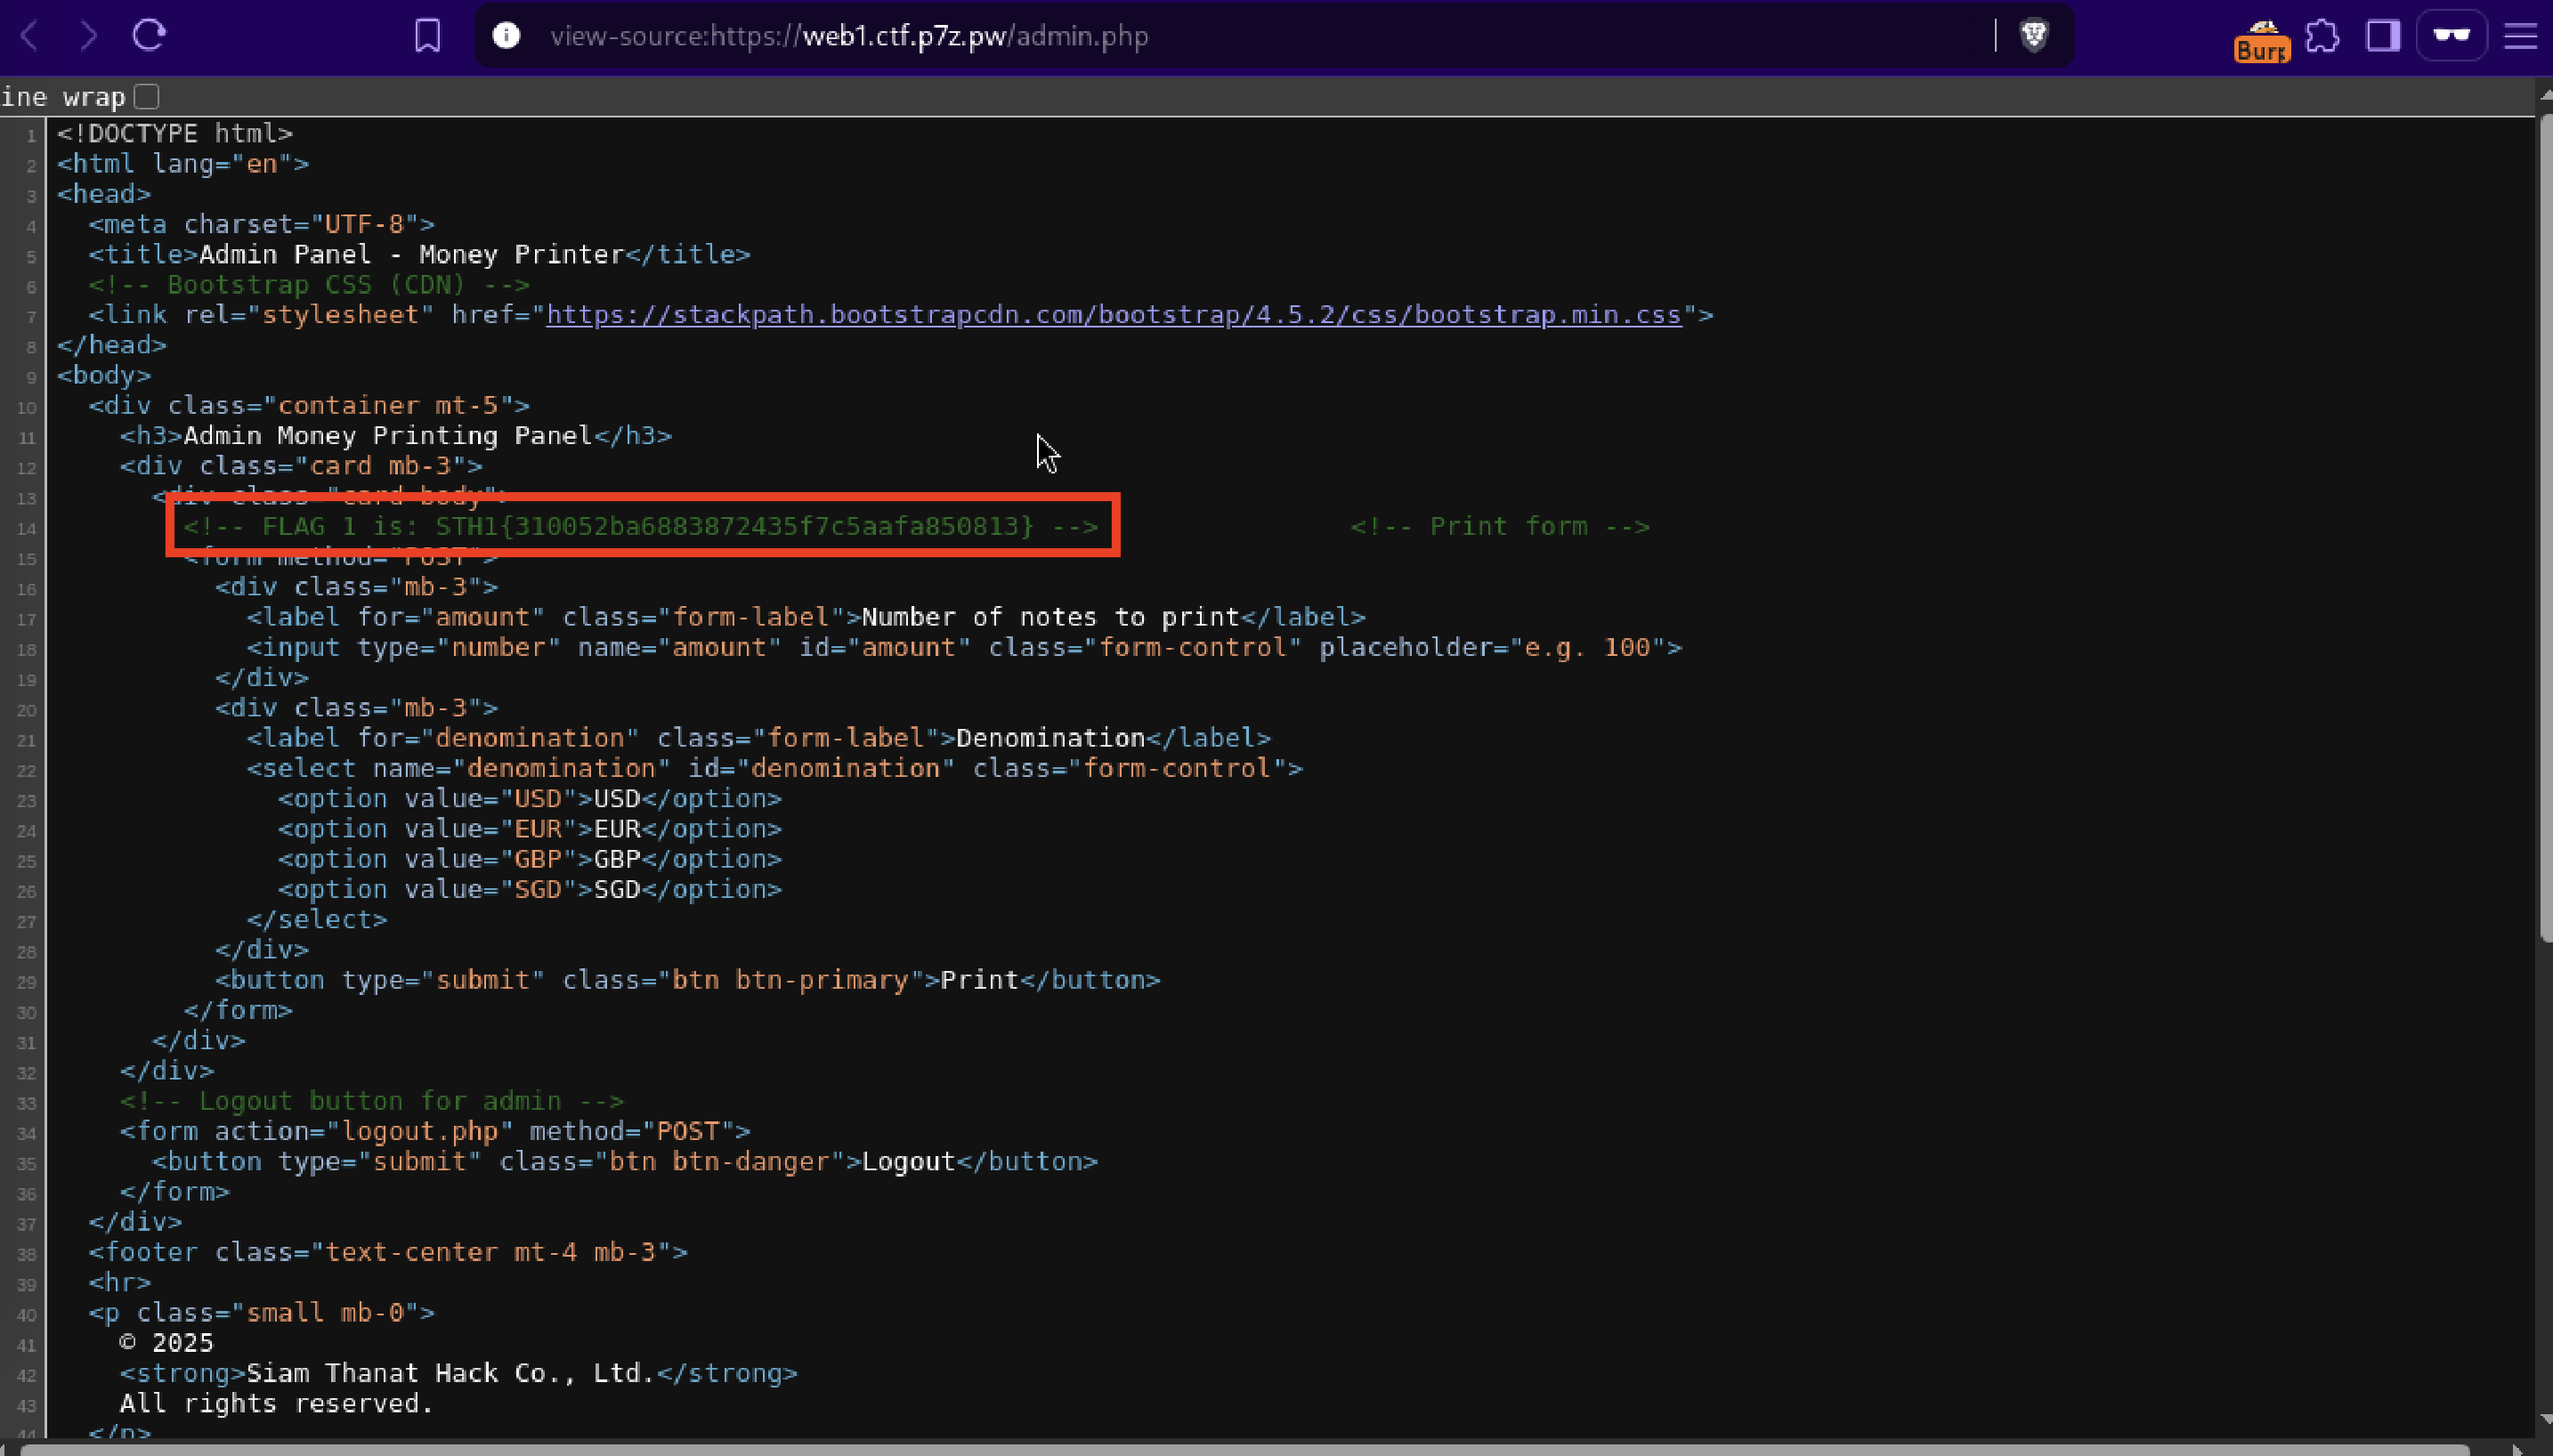 view-source:https://web1.ctf.p7z.pw/admin.php
Burp
ine wrap
1 <!DOCTYPE html>
2 <html lang="en">
3 <head>
4 <meta charset="UTF-8">
5 <title>Admin Panel - Money Printer</title>
6 <!-- Bootstrap CSS (CDN) -->
7 <link rel="stylesheet" href="https://stackpath.bootstrapcdn.com/bootstrap/4.5.2/css/bootstrap.min.css">
8 </head>
9 <body>
10 <div class="container mt-5">
11 <h3>Admin Money Printing Panel</h3>
12 <div class="card mb-3">
13 <div class="card-body">
14 <!-- FLAG 1 is: STH1{310052ba6883872435f7c5aafa850813} --> <!-- Print form -->
15 <form method="POST">
16 <div class="mb-3">
17 <label for="amount" class="form-label">Number of notes to print</label>
18 <input type="number" name="amount" id="amount" class="form-control" placeholder="e.g. 100">
19 </div>
20 <div class="mb-3">
21 <label for="denomination" class="form-label">Denomination</label>
22 <select name="denomination" id="denomination" class="form-control">
23 <option value="USD">USD</option>
24 <option value="EUR">EUR</option>
25 <option value="GBP">GBP</option>
26 <option value="SGD">SGD</option>
27 </select>
28 </div>
29 <button type="submit" class="btn btn-primary">Print</button>
30 </form>
31 </div>
32 </div>
33 <!-- Logout button for admin -->
34 <form action="logout.php" method="POST">
35 <button type="submit" class="btn btn-danger">Logout</button>
36 </form>
37 </div>
38 <footer class="text-center mt-4 mb-3">
39 <hr>
40 <p class="small mb-0">
41 © 2025
42 <strong>Siam Thanat Hack Co., Ltd.</strong>
43 All rights reserved.
44 </p>